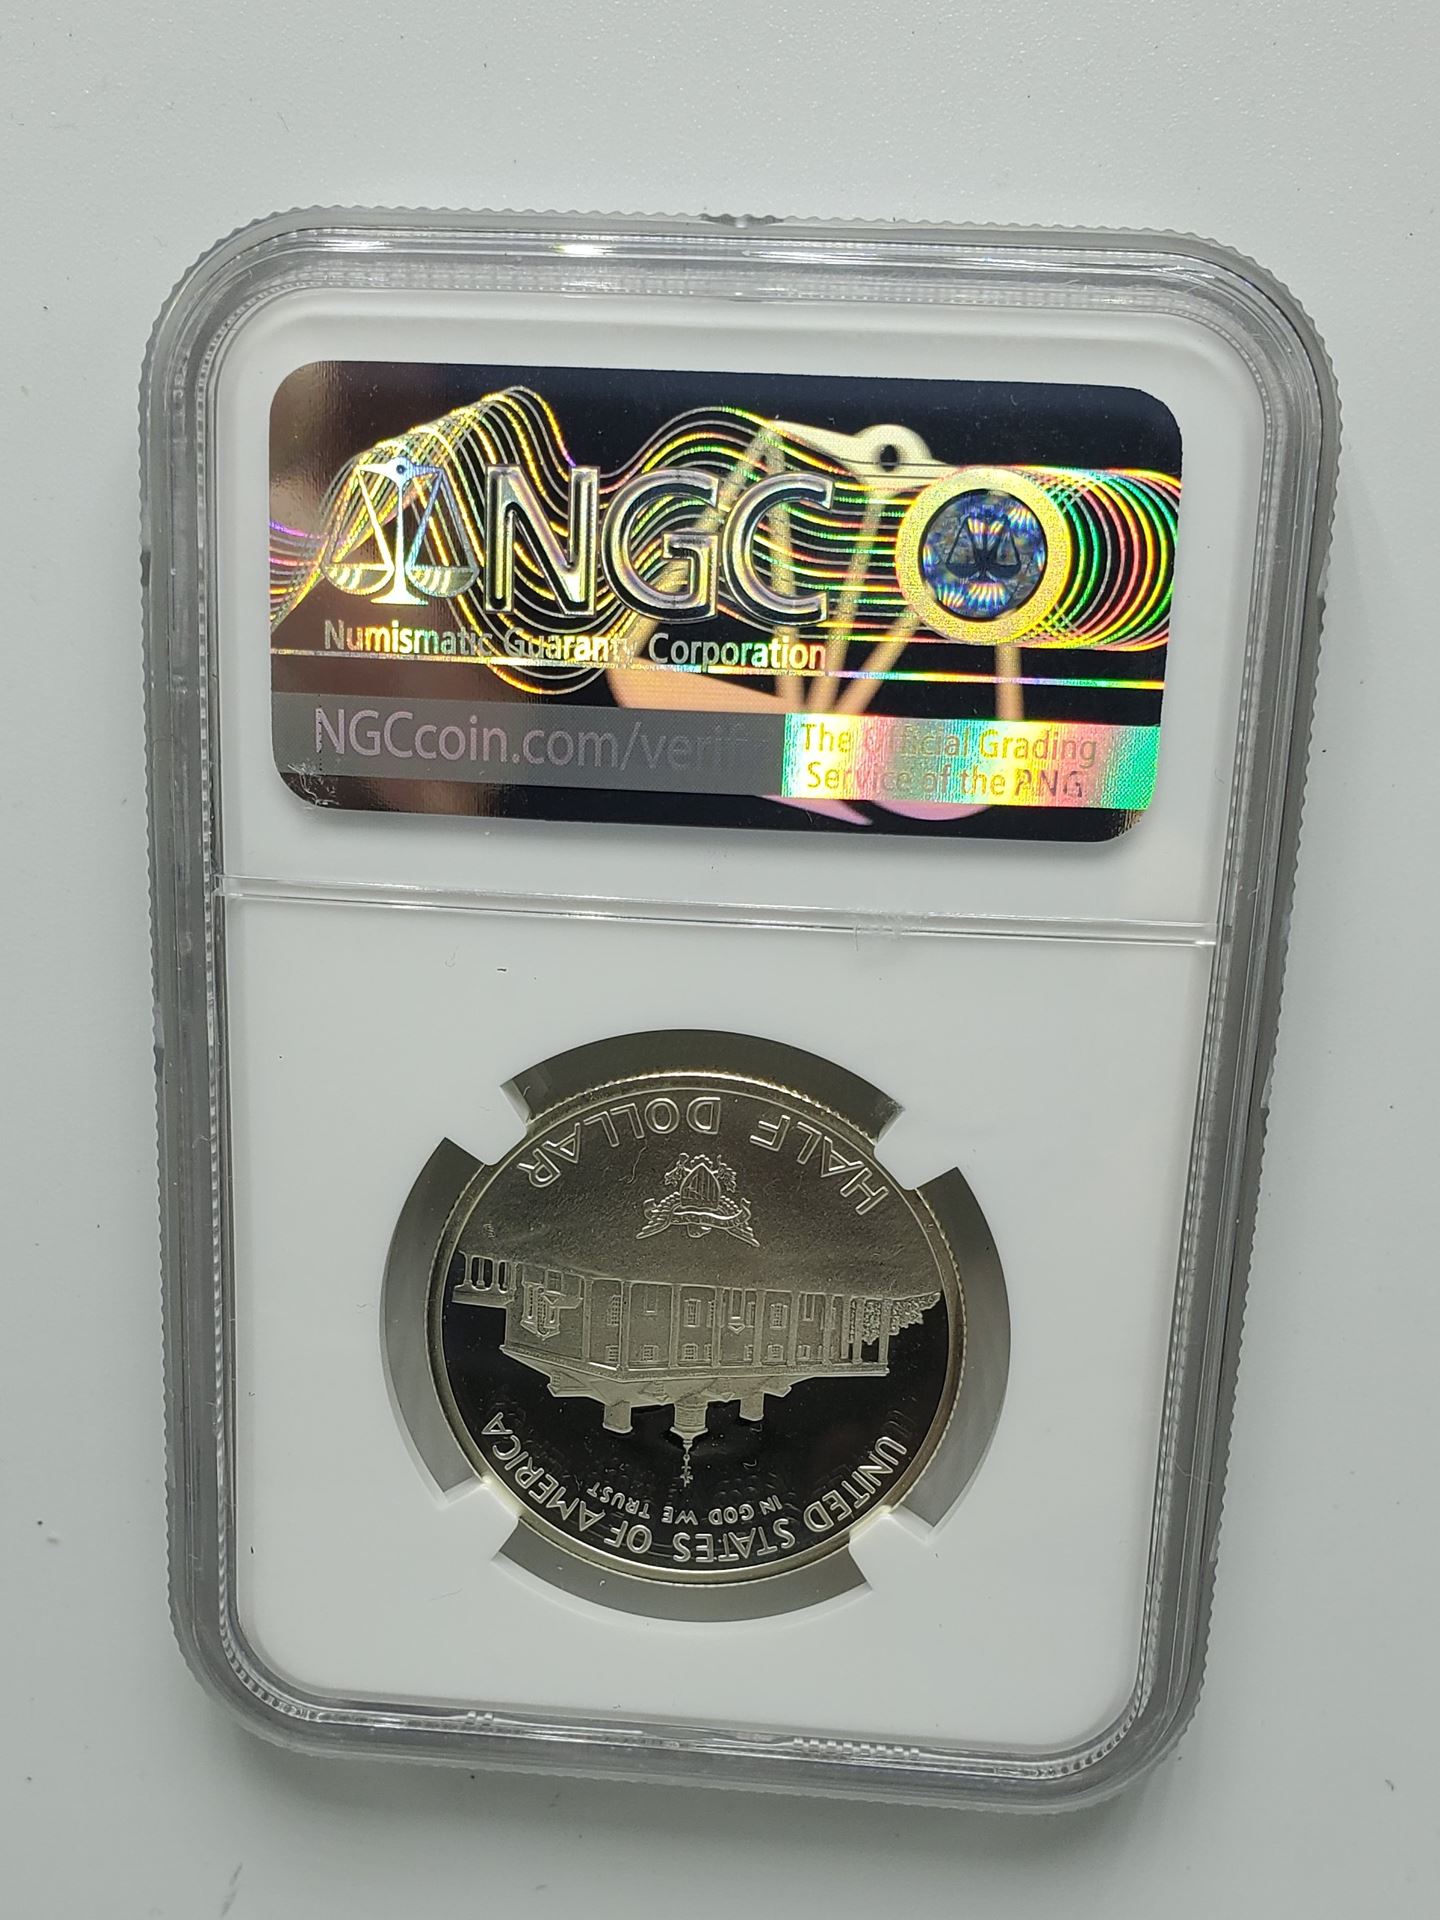 NGC
Numismatic Guaranty Corporation
NGCcoin.com/verify
The Official Grading
Service of the PNG
HALF DOLLAR
IN GOD WE TRUST
UNITED STATES OF AMERICA